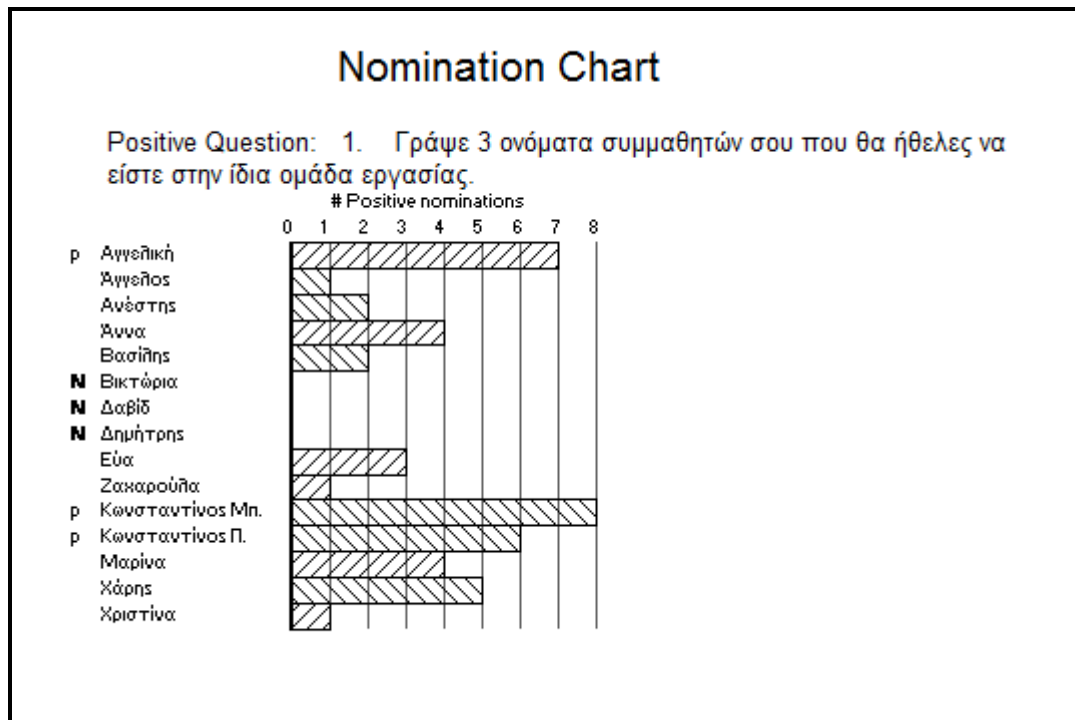 Nomination Chart
Positive Question: 1. Γράψε 3 ονόματα συμμαθητών σου που θα ήθελες να
είστε στην ίδια ομάδα εργασίας.
# Positive nominations
0 1 2 3 4 5 6 7 8
p Αγγελική
Άγγελος
Ανέστης
Άννα
Βασίλης
N Βικτώρια
N Δαβίδ
N Δημήτρης
Εύα
Ζαχαρούλα
p Κωνσταντίνος Μπ.
p Κωνσταντίνος Π.
Μαρίνα
Χάρης
Χριστίνα